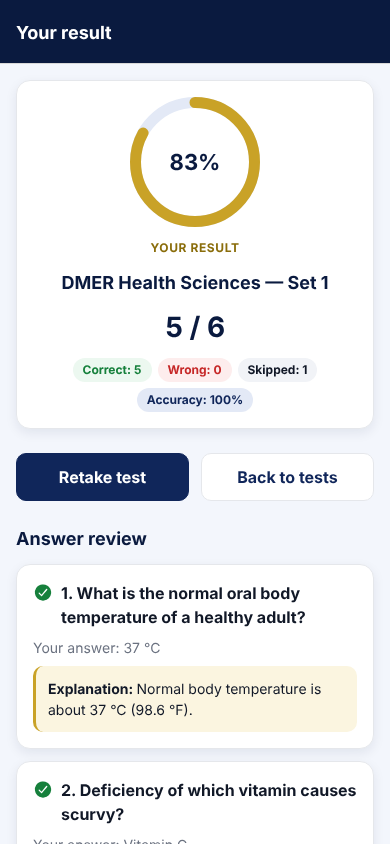 Your result
83%
YOUR RESULT
DMER Health Sciences — Set 1
5 / 6
Correct: 5 Wrong: 0 Skipped: 1
Accuracy: 100%
Retake test Back to tests
Answer review
1. What is the normal oral body
temperature of a healthy adult?
Your answer: 37 °C
Explanation: Normal body temperature is
about 37 °C (98.6 °F).
2. Deficiency of which vitamin causes
scurvy?
Your answer: Vitamin C